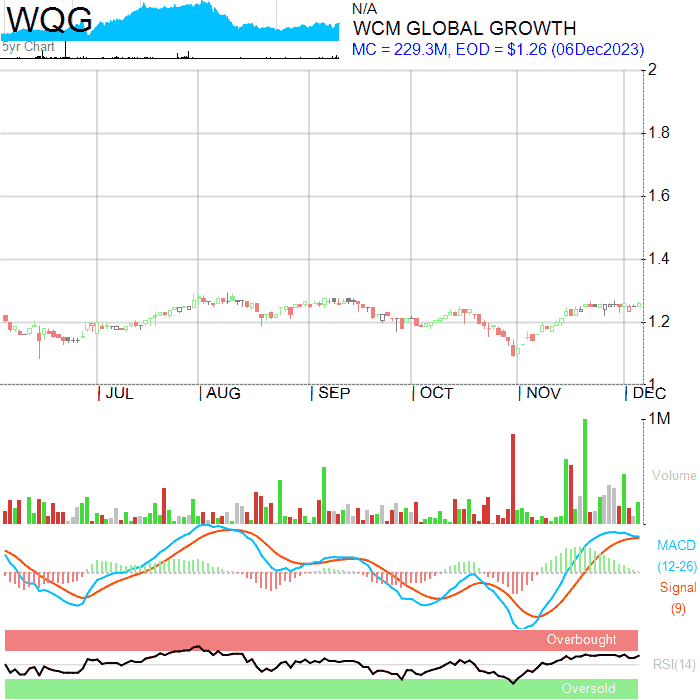 WQG
5yr Chart
N/A
WCM GLOBAL GROWTH
MC = 229.3M, EOD = $1.26 (06Dec2023)
2
1.8
1.6
1.4
1.2
1
JUL AUG SEP OCT NOV DEC
1M
Volume
MACD
(12-26)
Signal
(9)
Overbought
RSI(14)
Oversold